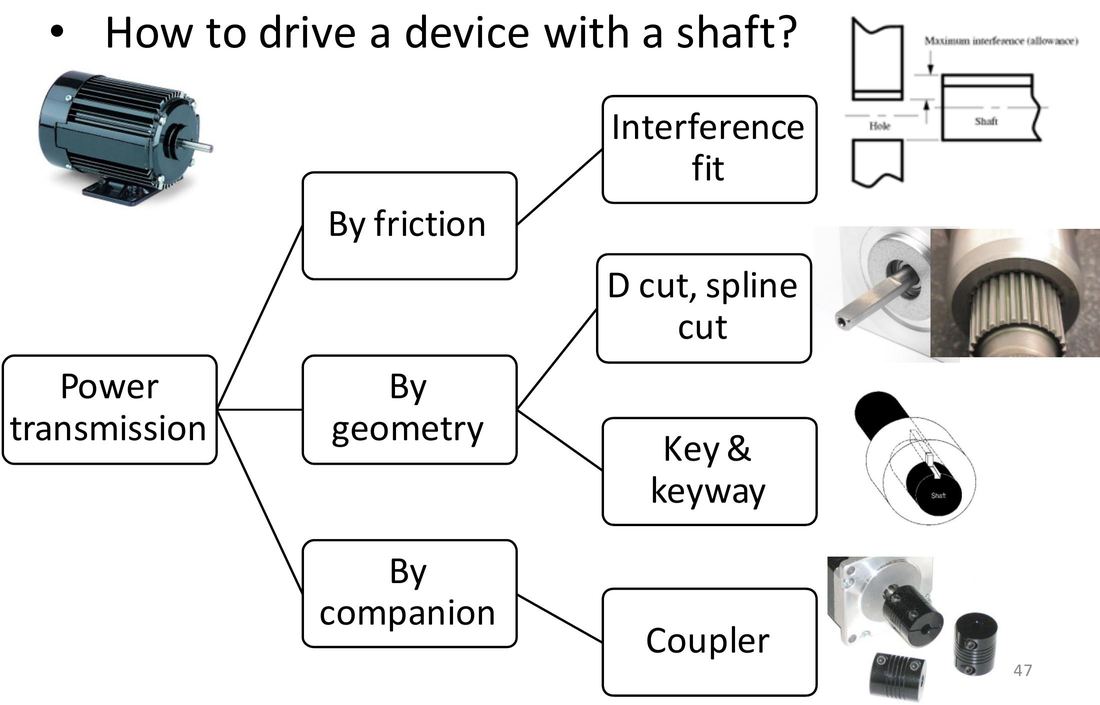 • How to drive a device with a shaft?
Maximum interference (allowance)
Hole
Shaft
Interference
fit
By friction
D cut, spline
cut
Power
transmission
By
geometry
Key &
keyway
Shaft
By
companion
Coupler
47